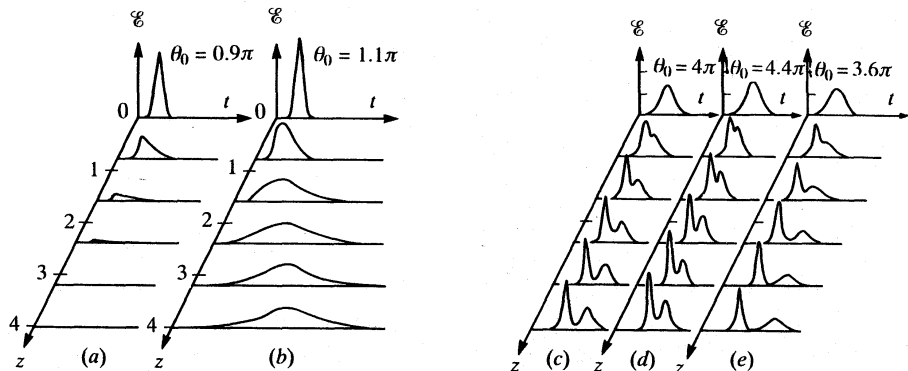 ℰ ℰ ℰ ℰ ℰ
θ₀ = 0.9π θ₀ = 1.1π θ₀ = 4π θ₀ = 4.4π θ₀ = 3.6π
0 t 0 t t t t
1 1
2 2
3 3
4 4
z (a) z (b) z (c) z (d) z (e)